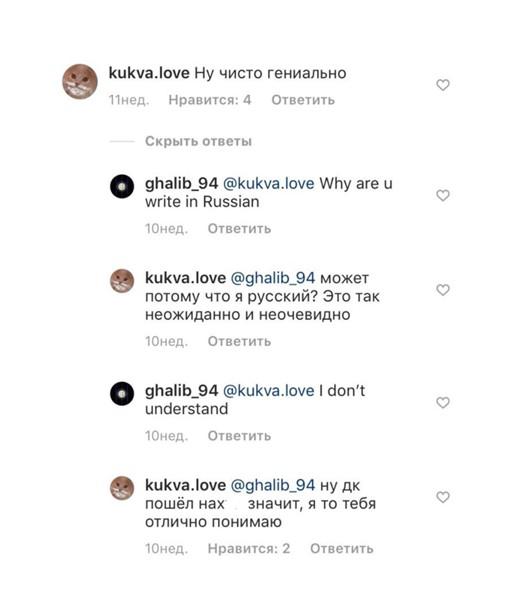 kukva.love Ну чисто гениально
11нед. Нравится: 4 Ответить
Скрыть ответы
ghalib_94 @kukva.love Why are u
write in Russian
10нед. Ответить
kukva.love @ghalib_94 может
потому что я русский? Это так
неожиданно и неочевидно
10нед. Ответить
ghalib_94 @kukva.love I don’t
understand
10нед. Ответить
kukva.love @ghalib_94 ну дк
пошёл нах значит, я то тебя
отлично понимаю
10нед. Нравится: 2 Ответить